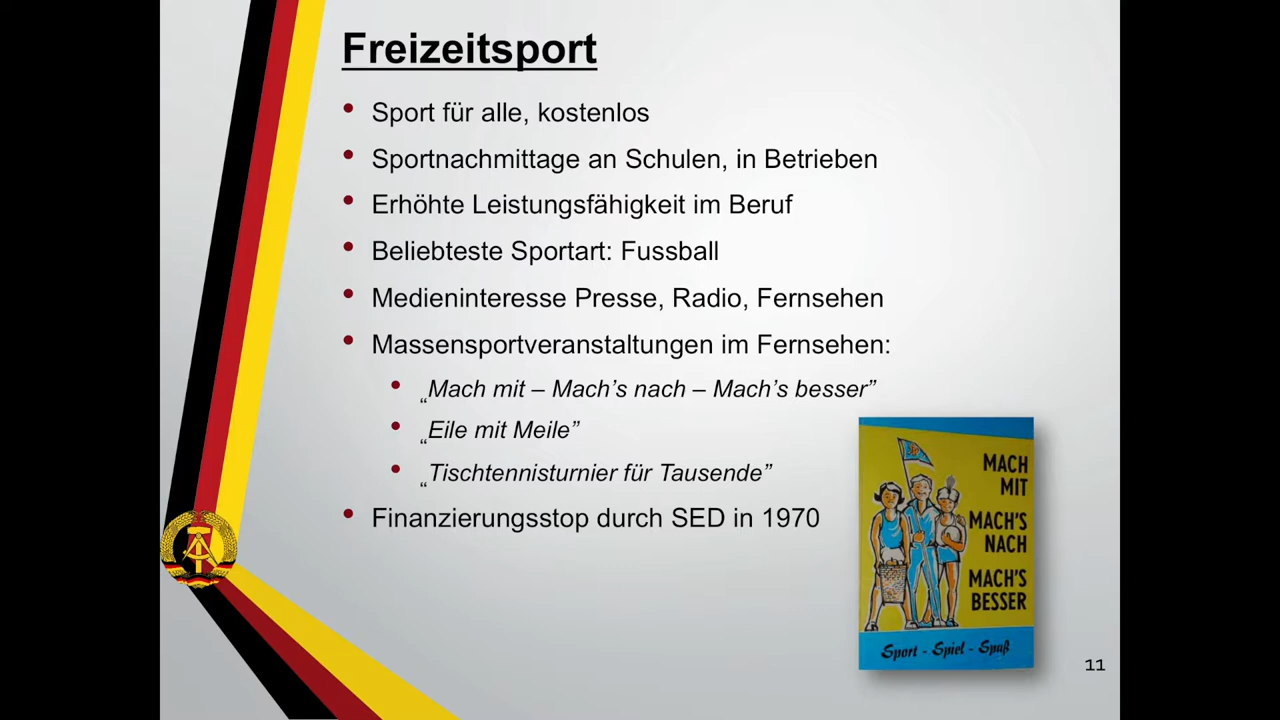 Freizeitsport
• Sport für alle, kostenlos
• Sportnachmittage an Schulen, in Betrieben
• Erhöhte Leistungsfähigkeit im Beruf
• Beliebteste Sportart: Fussball
• Medieninteresse Presse, Radio, Fernsehen
• Massensportveranstaltungen im Fernsehen:
• „Mach mit – Mach’s nach – Mach’s besser”
• „Eile mit Meile”
• „Tischtennisturnier für Tausende”
• Finanzierungsstop durch SED in 1970
MACH
MIT
MACH'S
NACH
MACH'S
BESSER
Sport - Spiel - Spaß
11